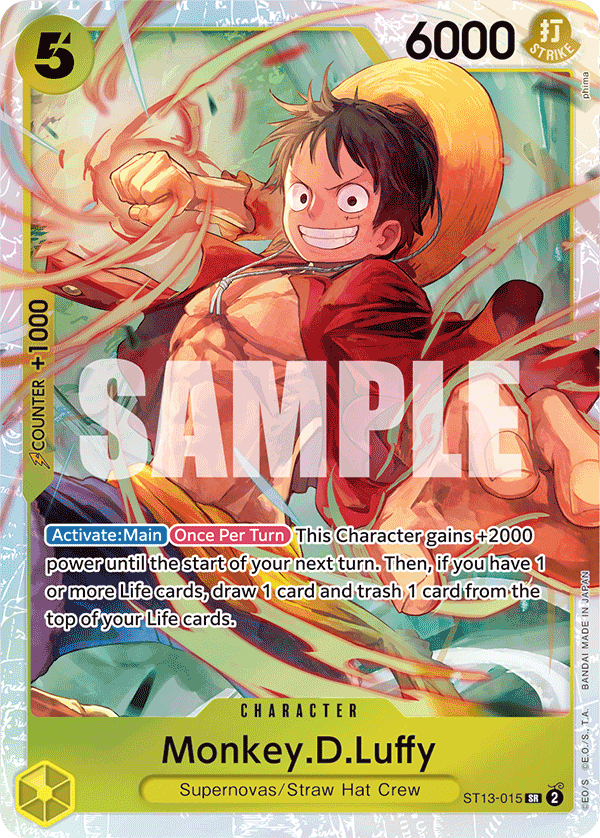 5
6000
打
STRIKE
phima
COUNTER +1000
SAMPLE
Activate:Main Once Per Turn This Character gains +2000
power until the start of your next turn. Then, if you have 1
or more Life cards, draw 1 card and trash 1 card from the
top of your Life cards.
©E.O./S., T.A. BANDAI MADE IN JAPAN
©EO/S
CHARACTER
Monkey.D.Luffy
Supernovas/Straw Hat Crew
ST13-015 SR 2